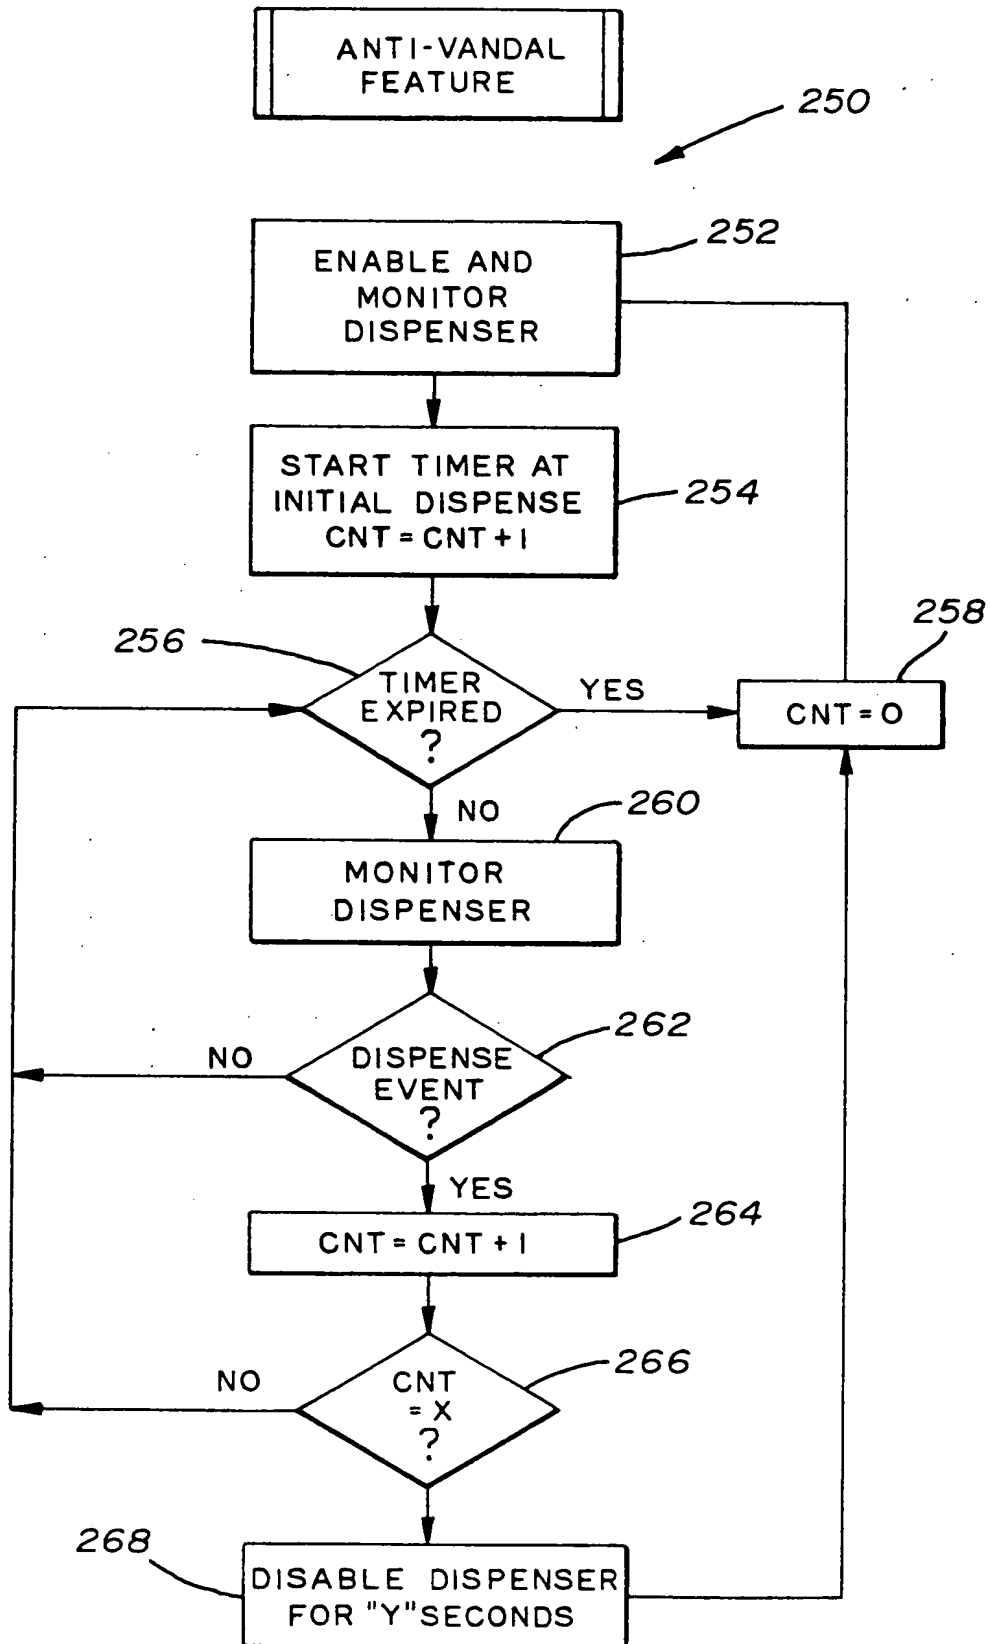 ANTI-VANDAL
FEATURE
250
252
ENABLE AND
MONITOR
DISPENSER
START TIMER AT
INITIAL DISPENSE
CNT = CNT + 1
254
256
TIMER
EXPIRED
?
YES
258
CNT = 0
NO
260
MONITOR
DISPENSER
262
DISPENSE
EVENT
?
NO
YES
264
CNT = CNT + 1
266
CNT
= X
?
NO
268
DISABLE DISPENSER
FOR "Y" SECONDS